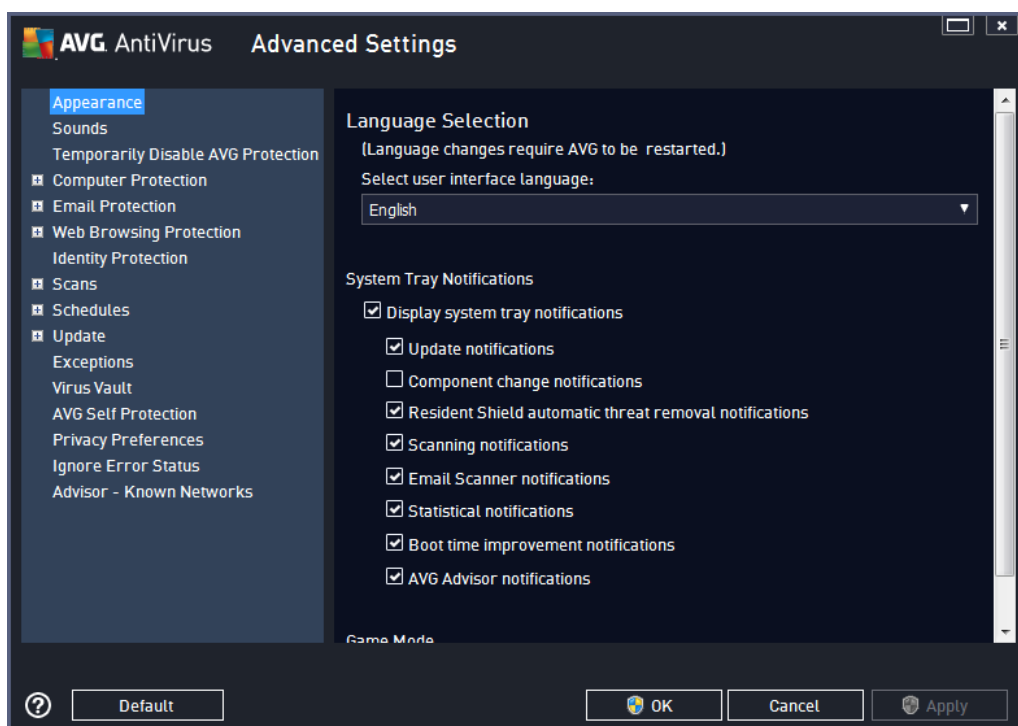 AVG. AntiVirus Advanced Settings
Appearance
Sounds
Temporarily Disable AVG Protection
Computer Protection
Email Protection
Web Browsing Protection
Identity Protection
Scans
Schedules
Update
Exceptions
Virus Vault
AVG Self Protection
Privacy Preferences
Ignore Error Status
Advisor - Known Networks
Language Selection
(Language changes require AVG to be restarted.)
Select user interface language:
English
System Tray Notifications
Display system tray notifications
Update notifications
Component change notifications
Resident Shield automatic threat removal notifications
Scanning notifications
Email Scanner notifications
Statistical notifications
Boot time improvement notifications
AVG Advisor notifications
Game Mode
Default
OK
Cancel
Apply